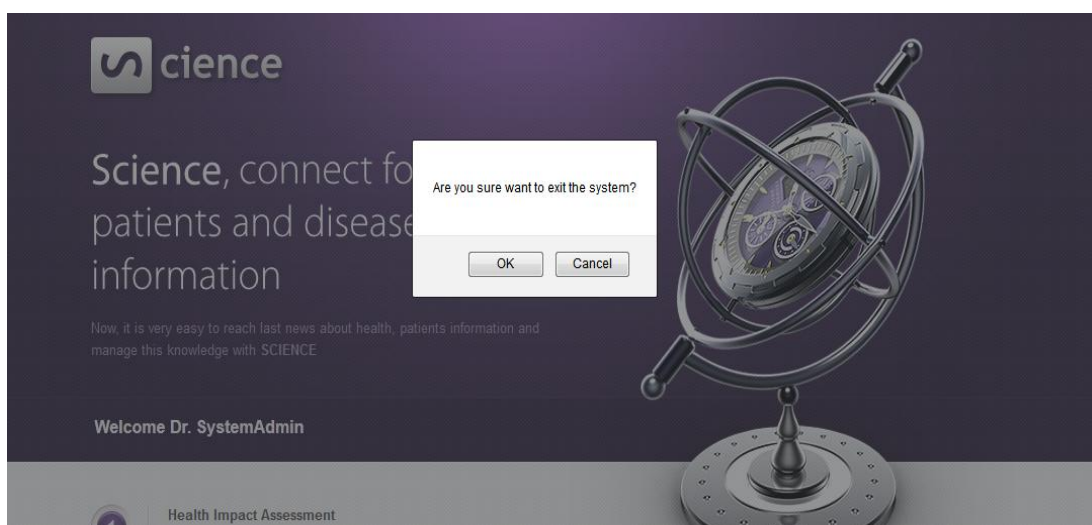 Science
Science, connect fo
patients and disease
information
Now, it is very easy to reach last news about health, patients information and
manage this knowledge with SCIENCE
Welcome Dr. SystemAdmin
Health Impact Assessment
Are you sure want to exit the system?
OK Cancel